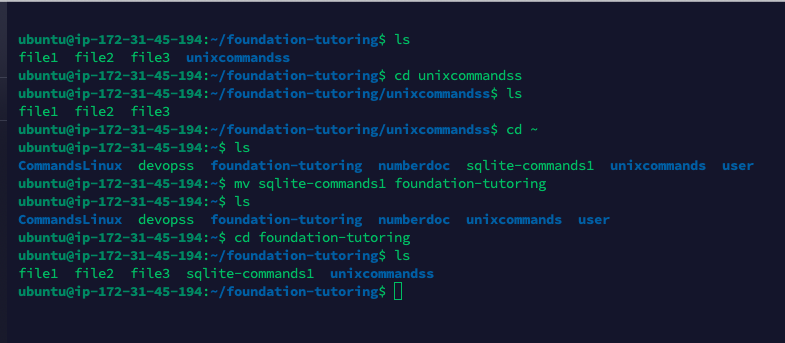 ubuntu@ip-172-31-45-194:~/foundation-tutoring$ ls
file1  file2  file3  unixcommandss
ubuntu@ip-172-31-45-194:~/foundation-tutoring$ cd unixcommandss
ubuntu@ip-172-31-45-194:~/foundation-tutoring/unixcommandss$ ls
file1  file2  file3
ubuntu@ip-172-31-45-194:~/foundation-tutoring/unixcommandss$ cd ~
ubuntu@ip-172-31-45-194:~$ ls
CommandsLinux  devopss  foundation-tutoring  numberdoc  sqlite-commands1  unixcommands  user
ubuntu@ip-172-31-45-194:~$ mv sqlite-commands1 foundation-tutoring
ubuntu@ip-172-31-45-194:~$ ls
CommandsLinux  devopss  foundation-tutoring  numberdoc  unixcommands  user
ubuntu@ip-172-31-45-194:~$ cd foundation-tutoring
ubuntu@ip-172-31-45-194:~/foundation-tutoring$ ls
file1  file2  file3  sqlite-commands1  unixcommandss
ubuntu@ip-172-31-45-194:~/foundation-tutoring$